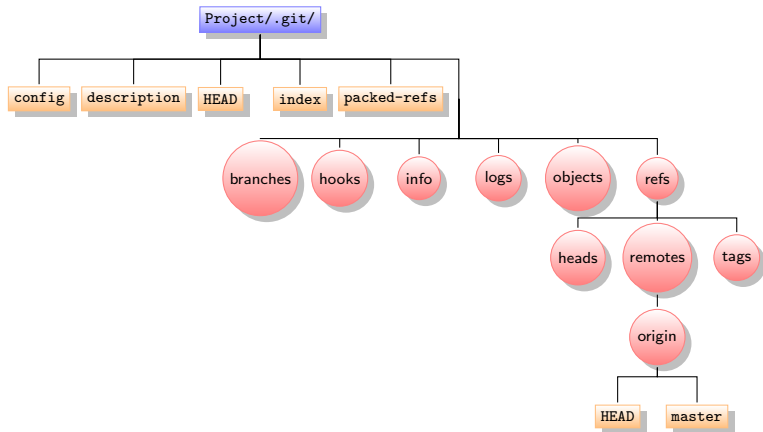 Project/.git/
config
description
HEAD
index
packed-refs
branches
hooks
info
logs
objects
refs
heads
remotes
tags
origin
HEAD
master